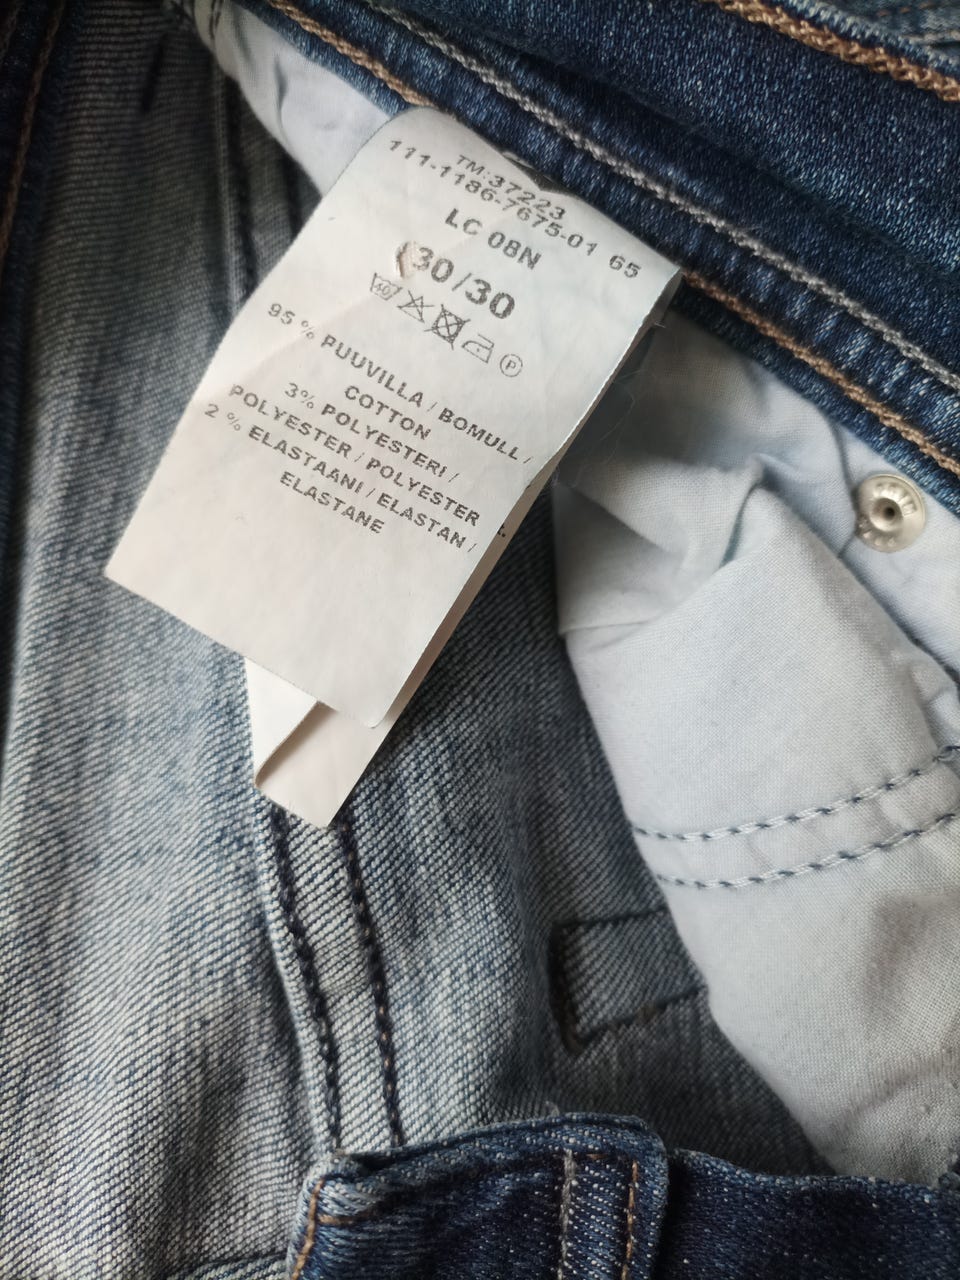 TM:37223
111-1186-7675-01 65
LC 08N
30/30
40
P
95 % PUUVILLA / BOMULL /
COTTON
3% POLYESTERI /
POLYESTER / POLYESTER
2 % ELASTAANI / ELASTAN /
ELASTANE